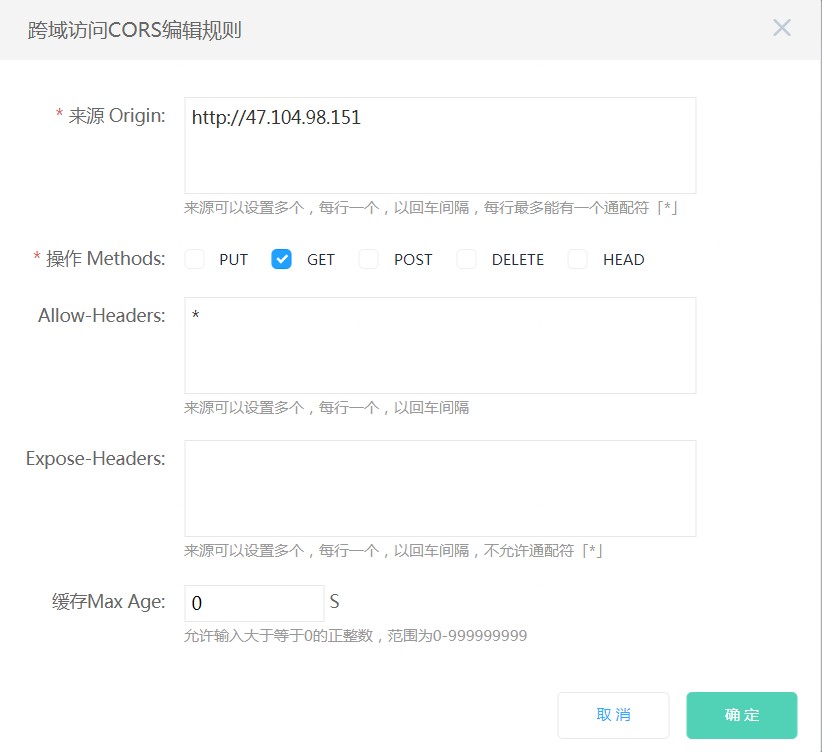 跨域访问CORS编辑规则
* 来源 Origin: http://47.104.98.151
来源可以设置多个，每行一个，以回车间隔，每行最多能有一个通配符「*」
* 操作 Methods: PUT GET POST DELETE HEAD
Allow-Headers: *
来源可以设置多个，每行一个，以回车间隔
Expose-Headers:
来源可以设置多个，每行一个，以回车间隔，不允许通配符「*」
缓存Max Age: 0 S
允许输入大于等于0的正整数，范围为0-999999999
取 消 确 定